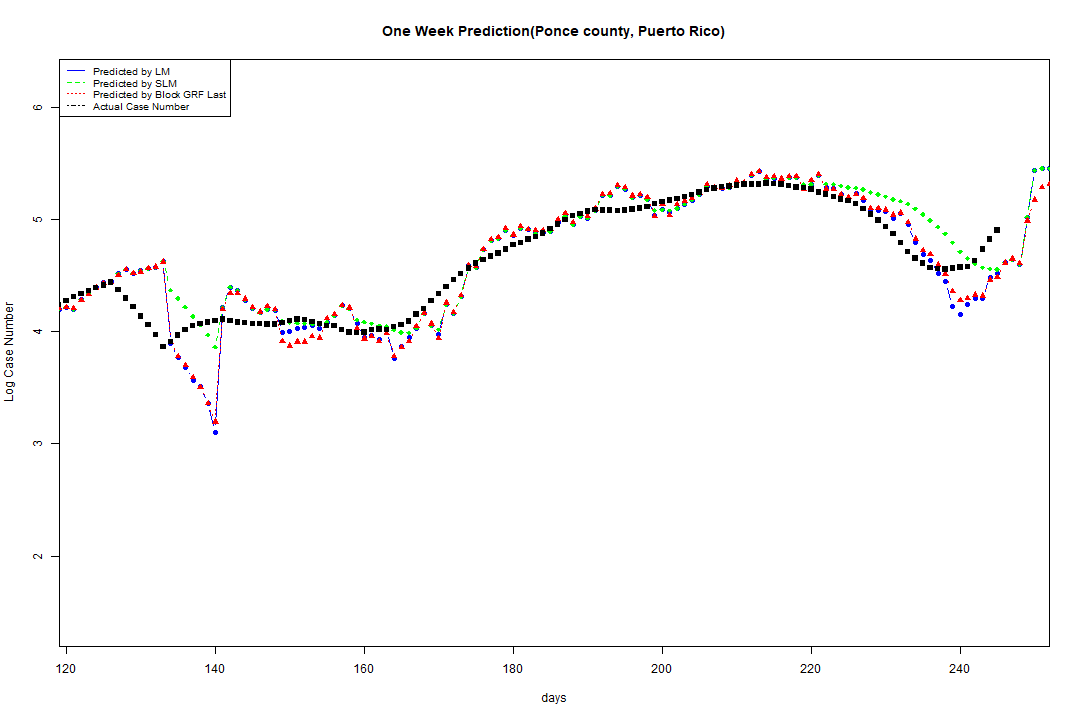 One Week Prediction(Ponce county, Puerto Rico)
Predicted by LM
Predicted by SLM
Predicted by Block GRF Last
Actual Case Number
6
5
4
3
2
Log Case Number
120 140 160 180 200 220 240
days